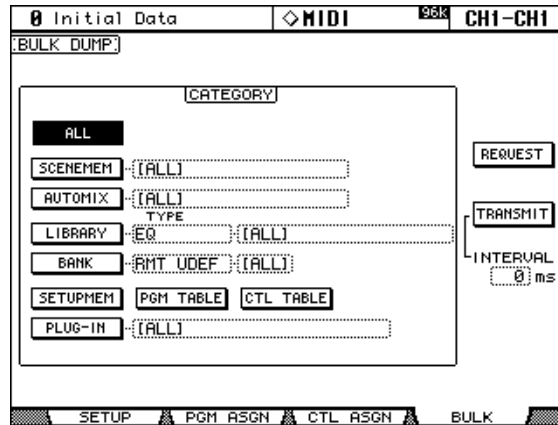 0 Initial Data ◇MIDI 96k CH1-CH1
BULK DUMP
CATEGORY
ALL
REQUEST
SCENEMEM [ALL]
AUTOMIX [ALL]
TRANSMIT
TYPE
LIBRARY EQ [ALL]
INTERVAL
BANK RMT UDEF [ALL]
0 ms
SETUPMEM PGM TABLE CTL TABLE
PLUG-IN [ALL]
SETUP PGM ASGN CTL ASGN BULK